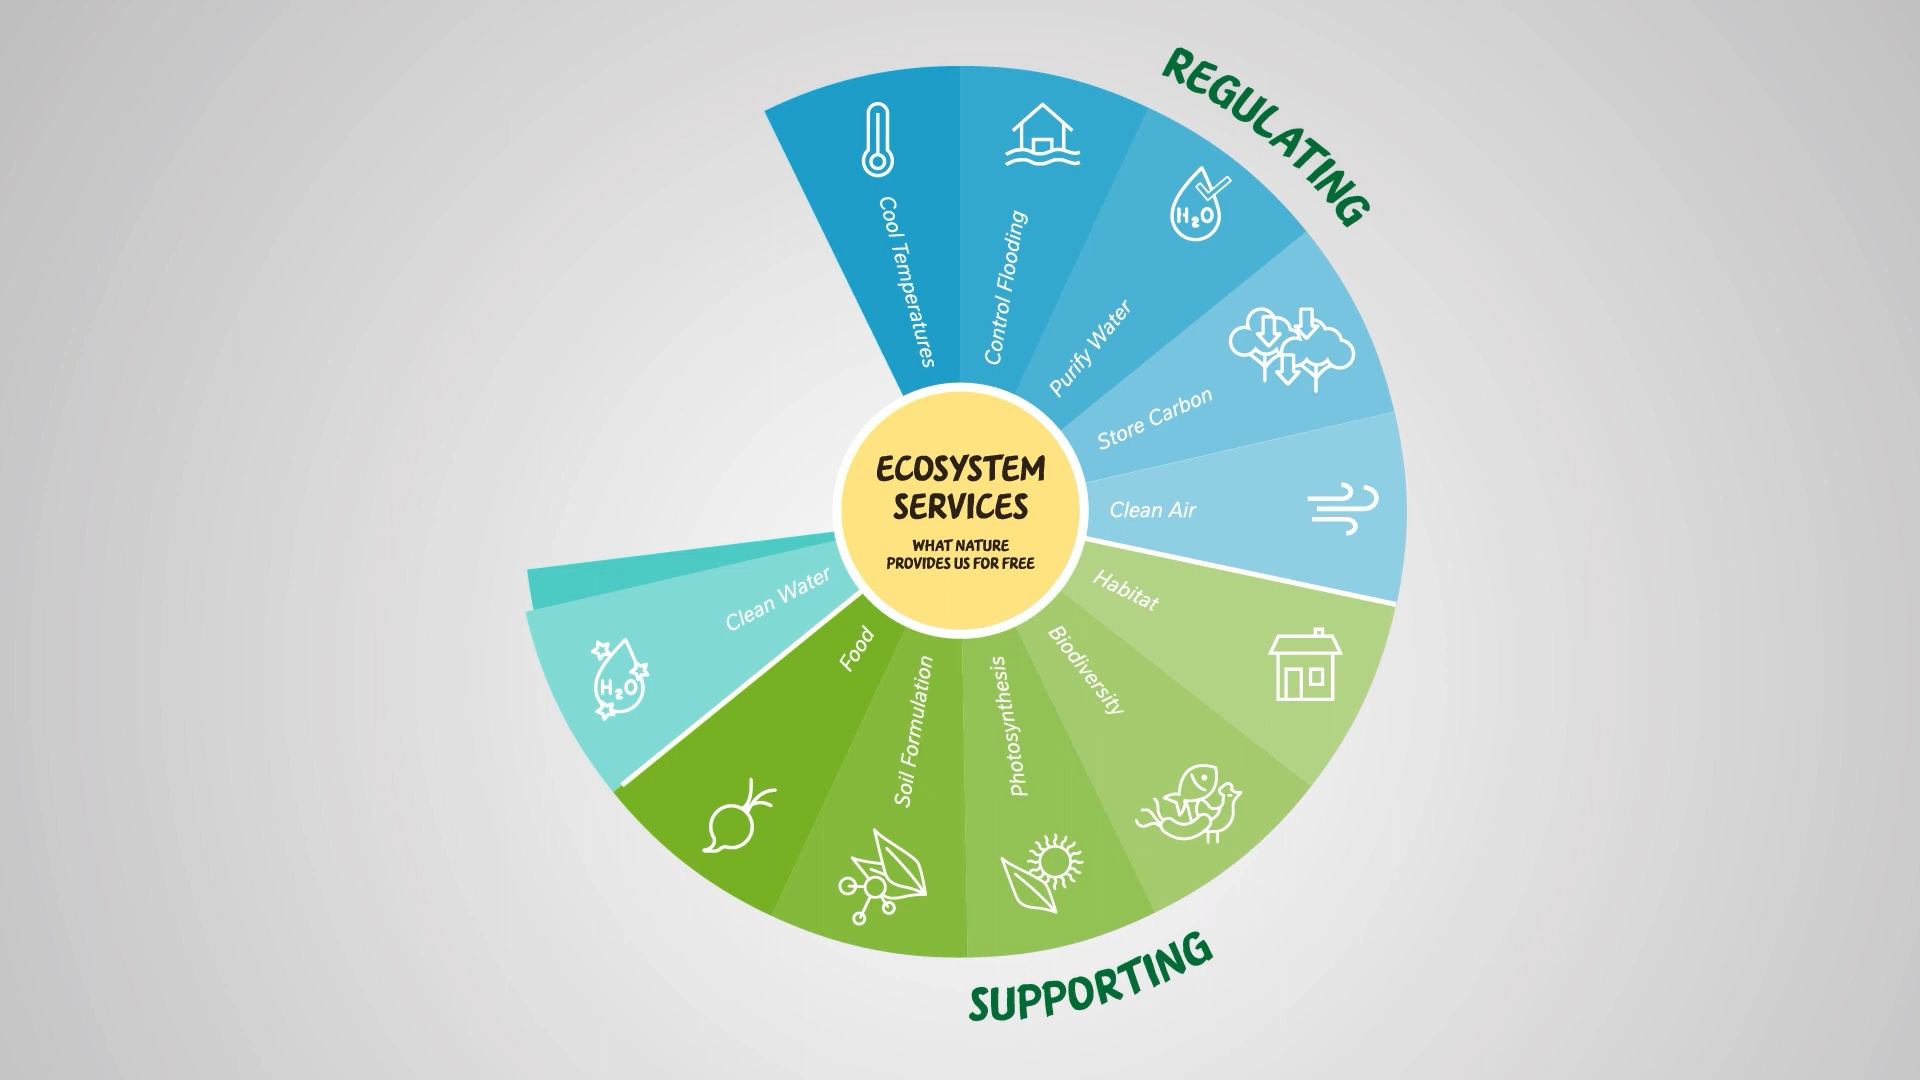 REGULATING
Cool Temperatures
Control Flooding
H2O
Purify Water
Store Carbon
Clean Air
ECOSYSTEM
SERVICES
WHAT NATURE
PROVIDES US FOR FREE
Habitat
Biodiversity
Photosynthesis
Soil Formulation
Food
Clean Water
H2O
SUPPORTING